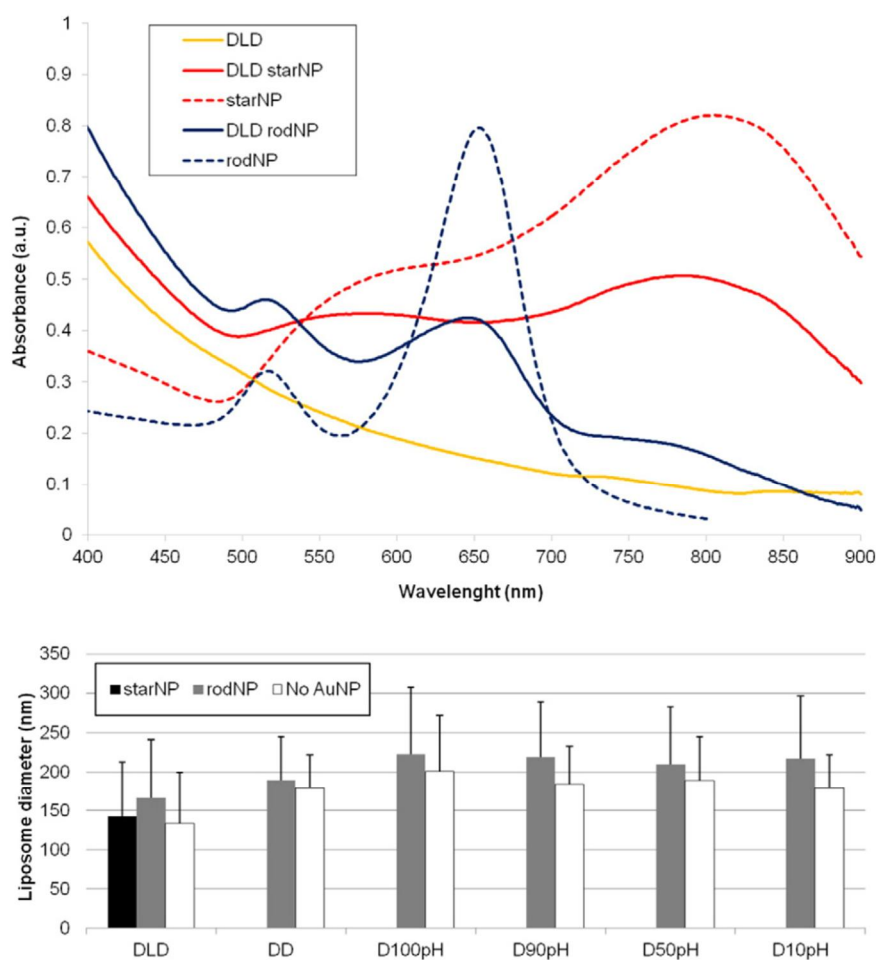 1
0.9
0.8
0.7
0.6
0.5
0.4
0.3
0.2
0.1
0
Absorbance (a.u.)
DLD
DLD starNP
starNP
DLD rodNP
rodNP
400 450 500 550 600 650 700 750 800 850 900
Wavelenght (nm)
350
300
250
200
150
100
50
0
Liposome diameter (nm)
starNP rodNP No AuNP
DLD DD D100pH D90pH D50pH D10pH